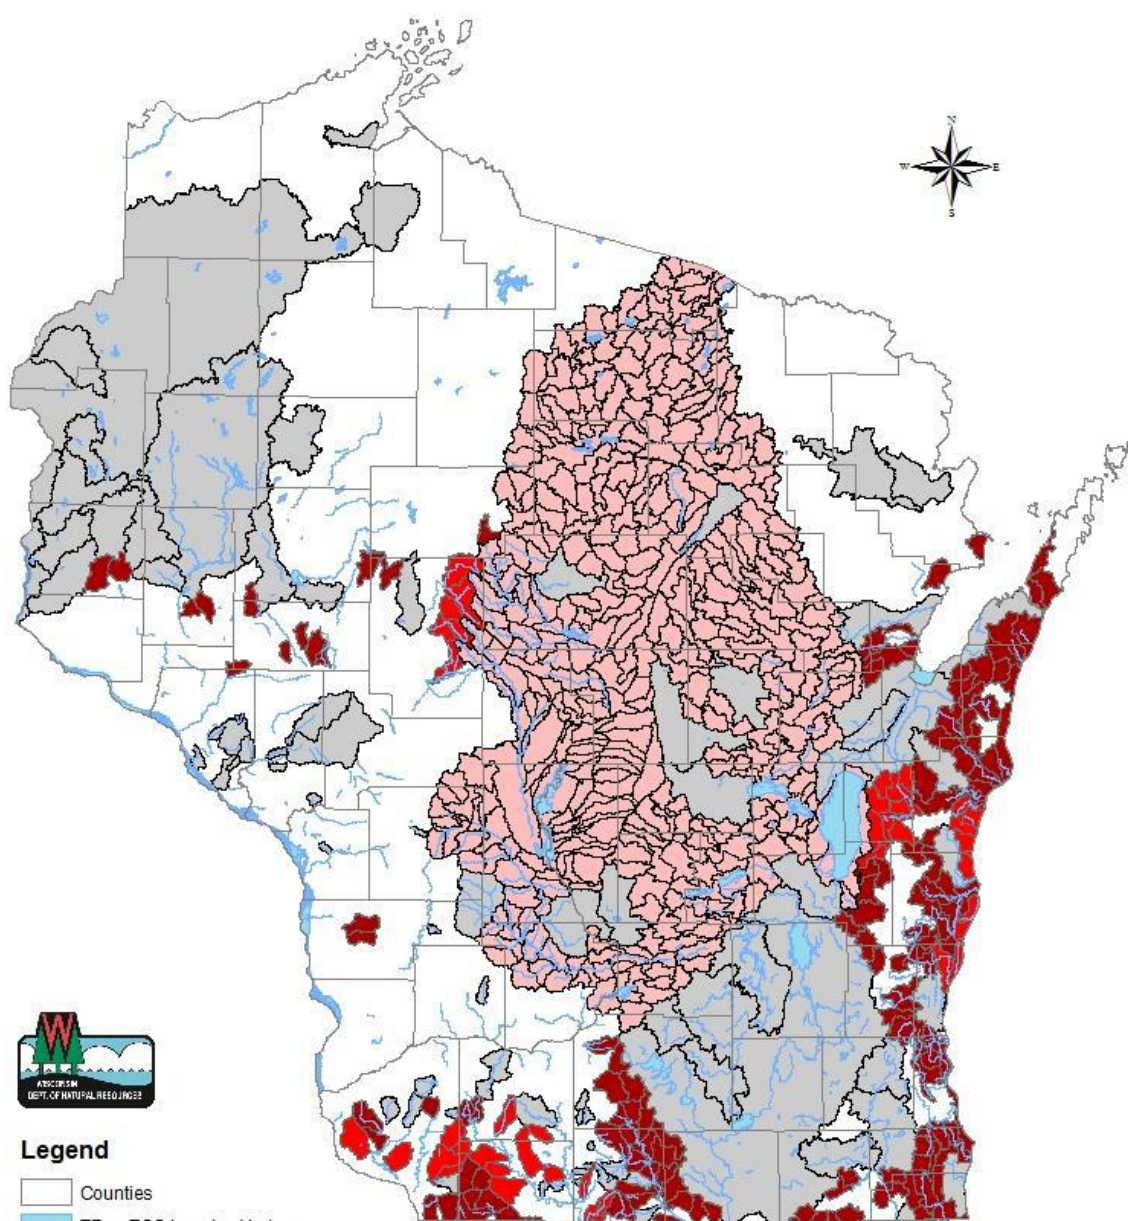 N
W E
S
W
WISCONSIN
DEPT. OF NATURAL RESOURCES
Legend
Counties